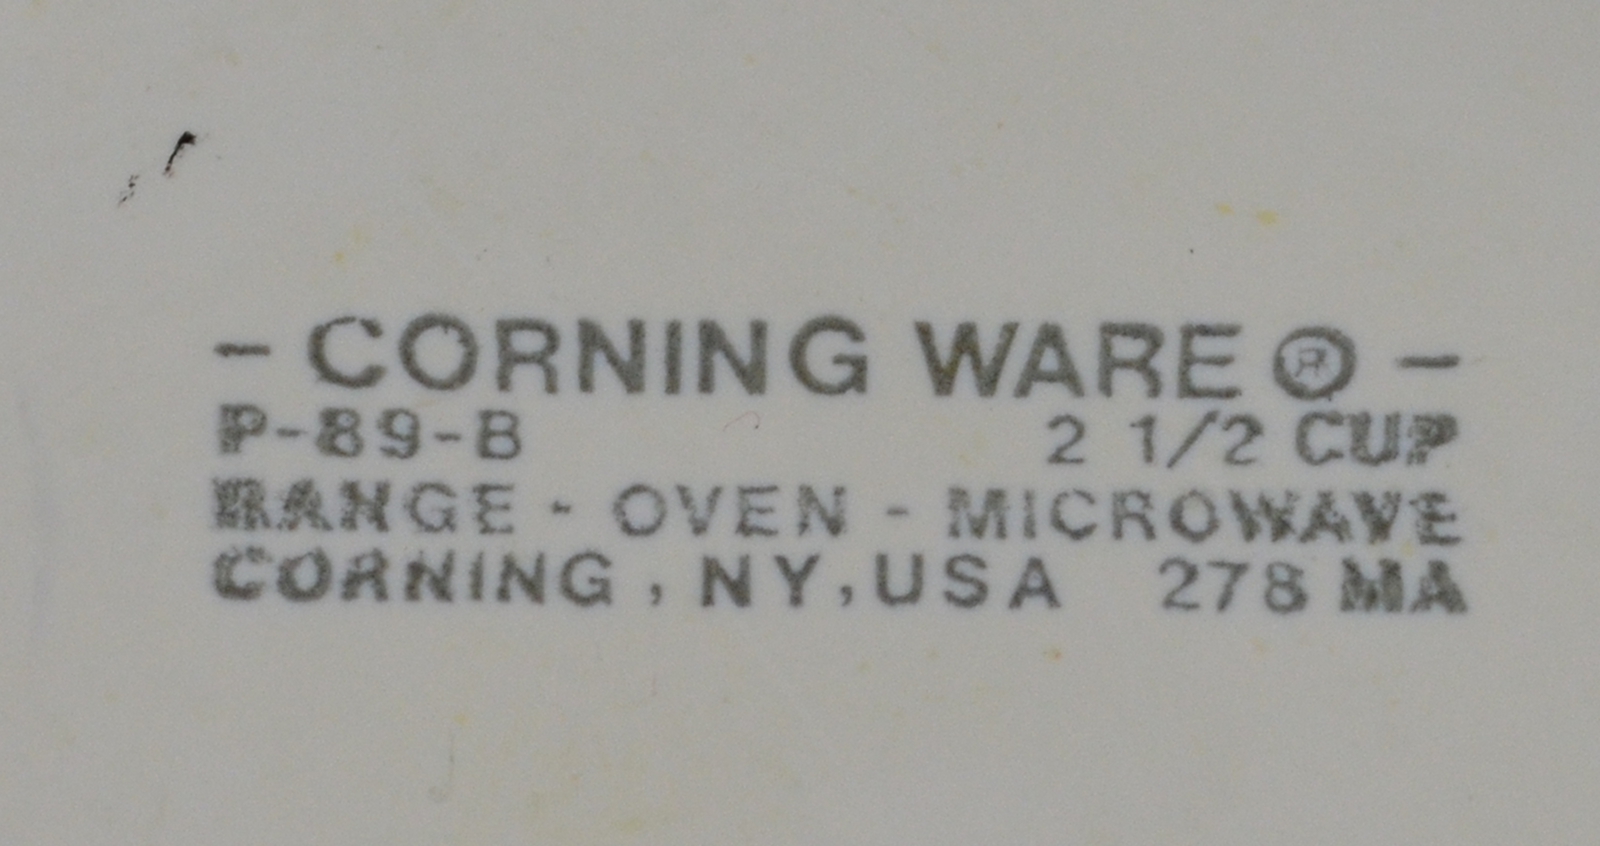 - CORNING WARE ® -
P-89-B 2 1/2 CUP
RANGE - OVEN - MICROWAVE
CORNING, NY, USA 278 MA